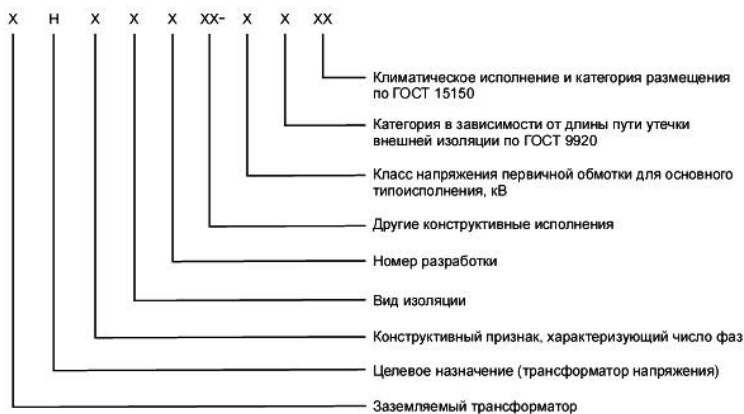 Х Н Х Х Х ХХ- Х Х ХХ
Климатическое исполнение и категория размещения
по ГОСТ 15150
Категория в зависимости от длины пути утечки
внешней изоляции по ГОСТ 9920
Класс напряжения первичной обмотки для основного
типоисполнения, кВ
Другие конструктивные исполнения
Номер разработки
Вид изоляции
Конструктивный признак, характеризующий число фаз
Целевое назначение (трансформатор напряжения)
Заземляемый трансформатор